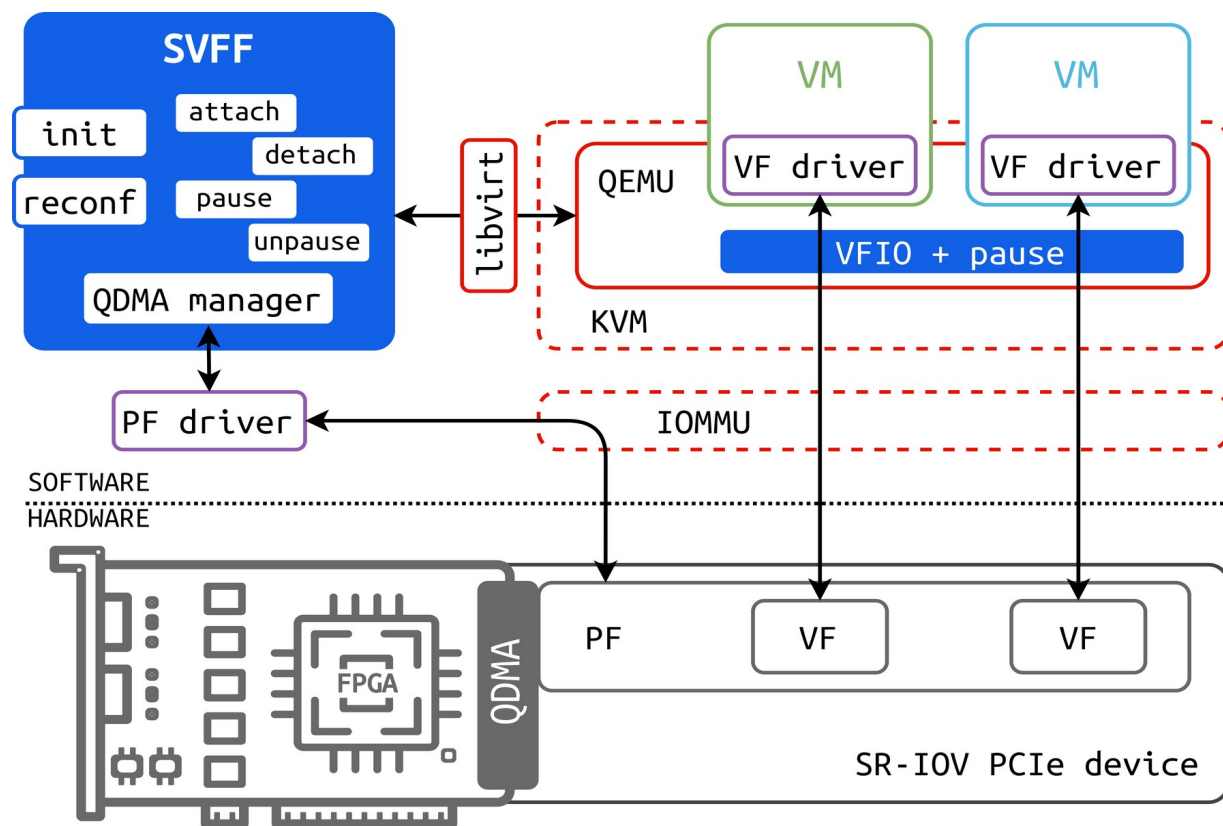 SVFF
init
attach
detach
reconf
pause
unpause
QDMA manager
PF driver
libvirt
VM
VM
VF driver
VF driver
QEMU
VFIO + pause
KVM
IOMMU
SOFTWARE
HARDWARE
FPGA
QDMA
PF
VF
VF
SR-IOV PCIe device